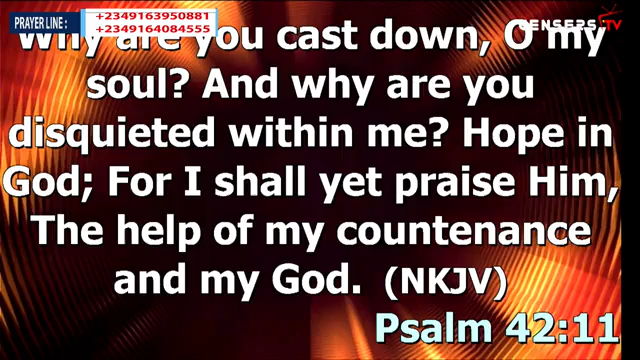 PRAYER LINE :
+2349163950881
+2349164084555
CENSERS TV
Why are you cast down, O my
soul? And why are you
disquieted within me? Hope in
God; For I shall yet praise Him,
The help of my countenance
and my God. (NKJV)
Psalm 42:11